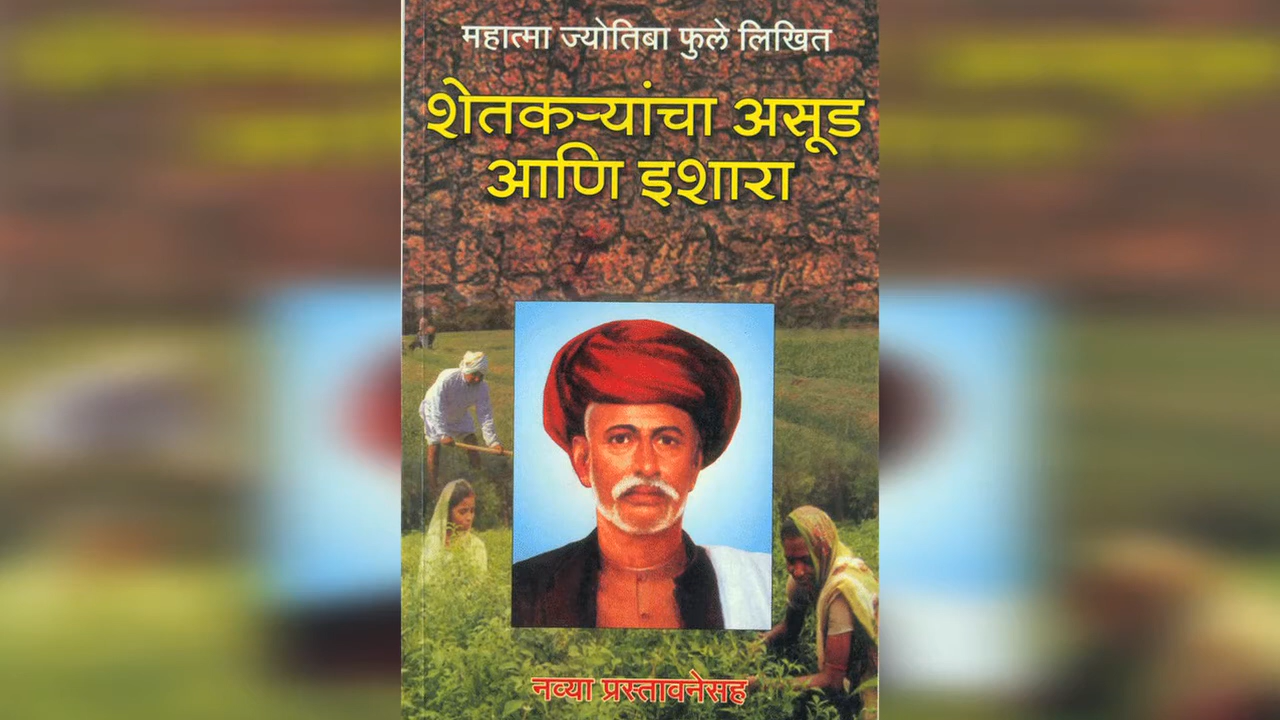 महात्मा ज्योतिबा फुले लिखित
शेतकऱ्यांचा असूड
आणि इशारा
नव्या प्रस्तावनेसह